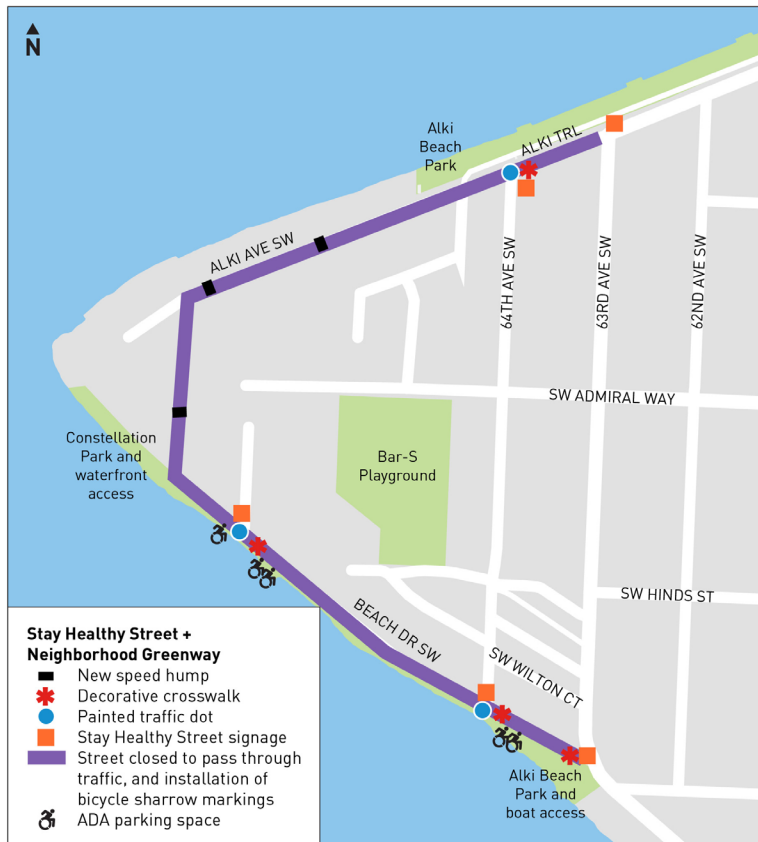 N
Alki
Beach
Park
ALKI TRL
ALKI AVE SW
64TH AVE SW
63RD AVE SW
62ND AVE SW
SW ADMIRAL WAY
Constellation
Park and
waterfront
access
Bar-S
Playground
SW HINDS ST
BEACH DR SW
SW WILTON CT
Alki Beach
Park and
boat access
Stay Healthy Street +
Neighborhood Greenway
New speed hump
Decorative crosswalk
Painted traffic dot
Stay Healthy Street signage
Street closed to pass through
traffic, and installation of
bicycle sharrow markings
ADA parking space